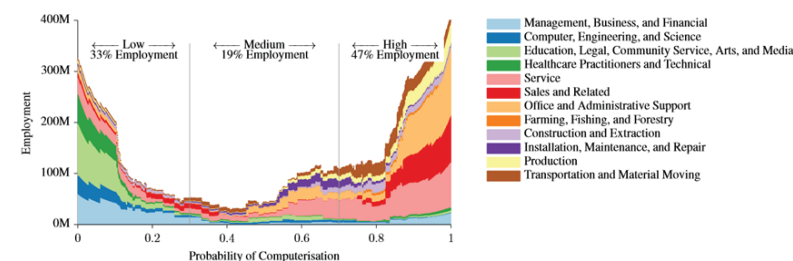 400M
300M
200M
100M
0M
Employment
Low
33% Employment
Medium
19% Employment
High
47% Employment
0
0.2
0.4
0.6
0.8
1
Probability of Computerisation
Management, Business, and Financial
Computer, Engineering, and Science
Education, Legal, Community Service, Arts, and Media
Healthcare Practitioners and Technical
Service
Sales and Related
Office and Administrative Support
Farming, Fishing, and Forestry
Construction and Extraction
Installation, Maintenance, and Repair
Production
Transportation and Material Moving